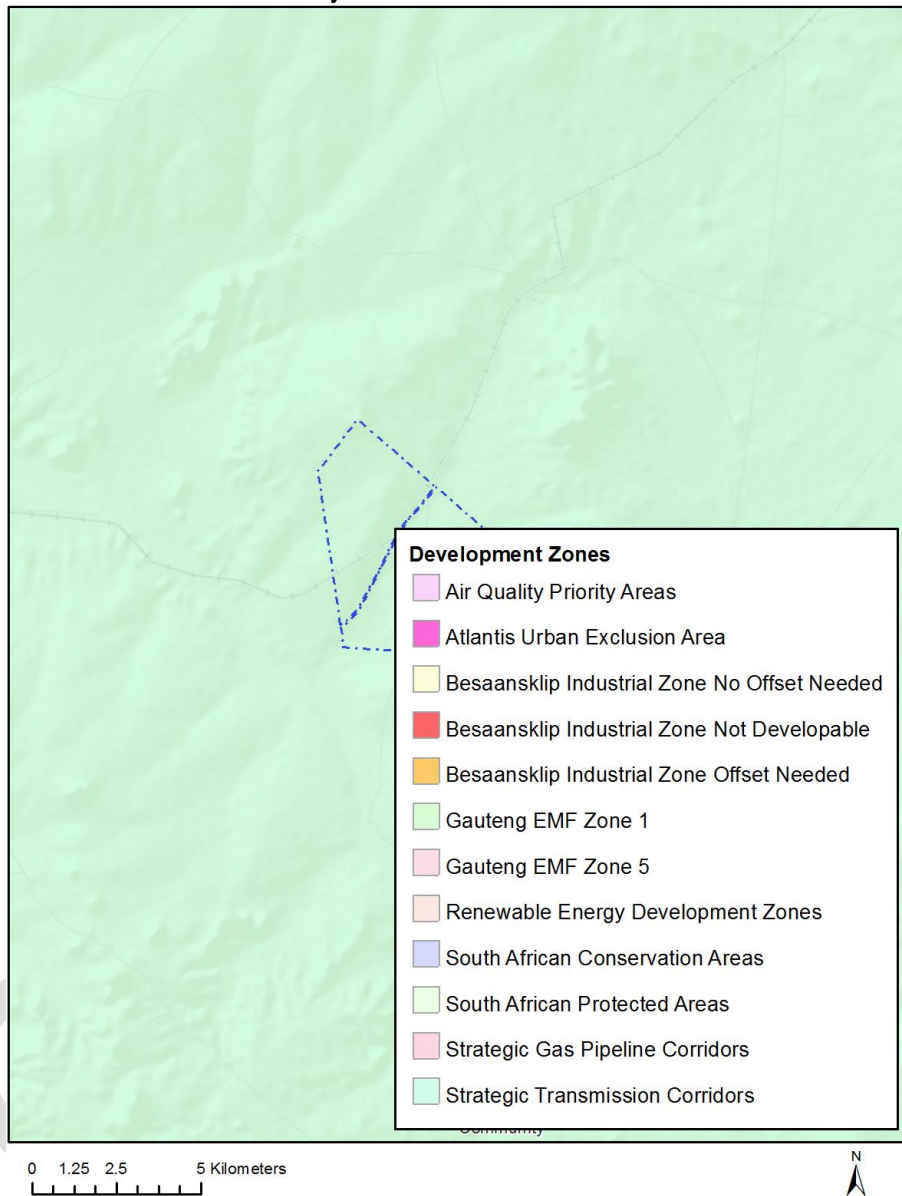 Development Zones
Air Quality Priority Areas
Atlantis Urban Exclusion Area
Besaansklip Industrial Zone No Offset Needed
Besaansklip Industrial Zone Not Developable
Besaansklip Industrial Zone Offset Needed
Gauteng EMF Zone 1
Gauteng EMF Zone 5
Renewable Energy Development Zones
South African Conservation Areas
South African Protected Areas
Strategic Gas Pipeline Corridors
Strategic Transmission Corridors
0 1.25 2.5 5 Kilometers
N